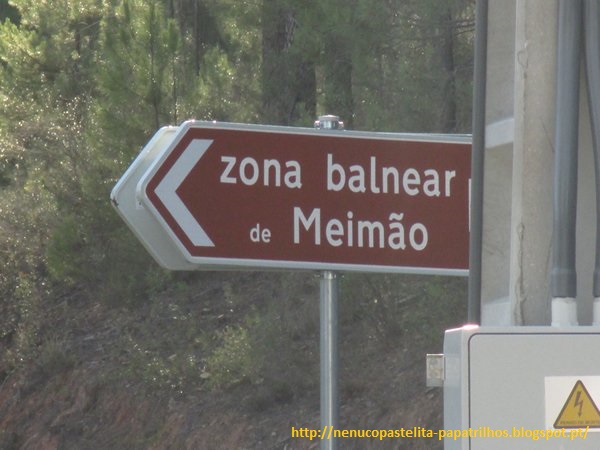 zona balnear
de Meimão
http://nenucopastelita-papatrilhos.blogspot.pt/